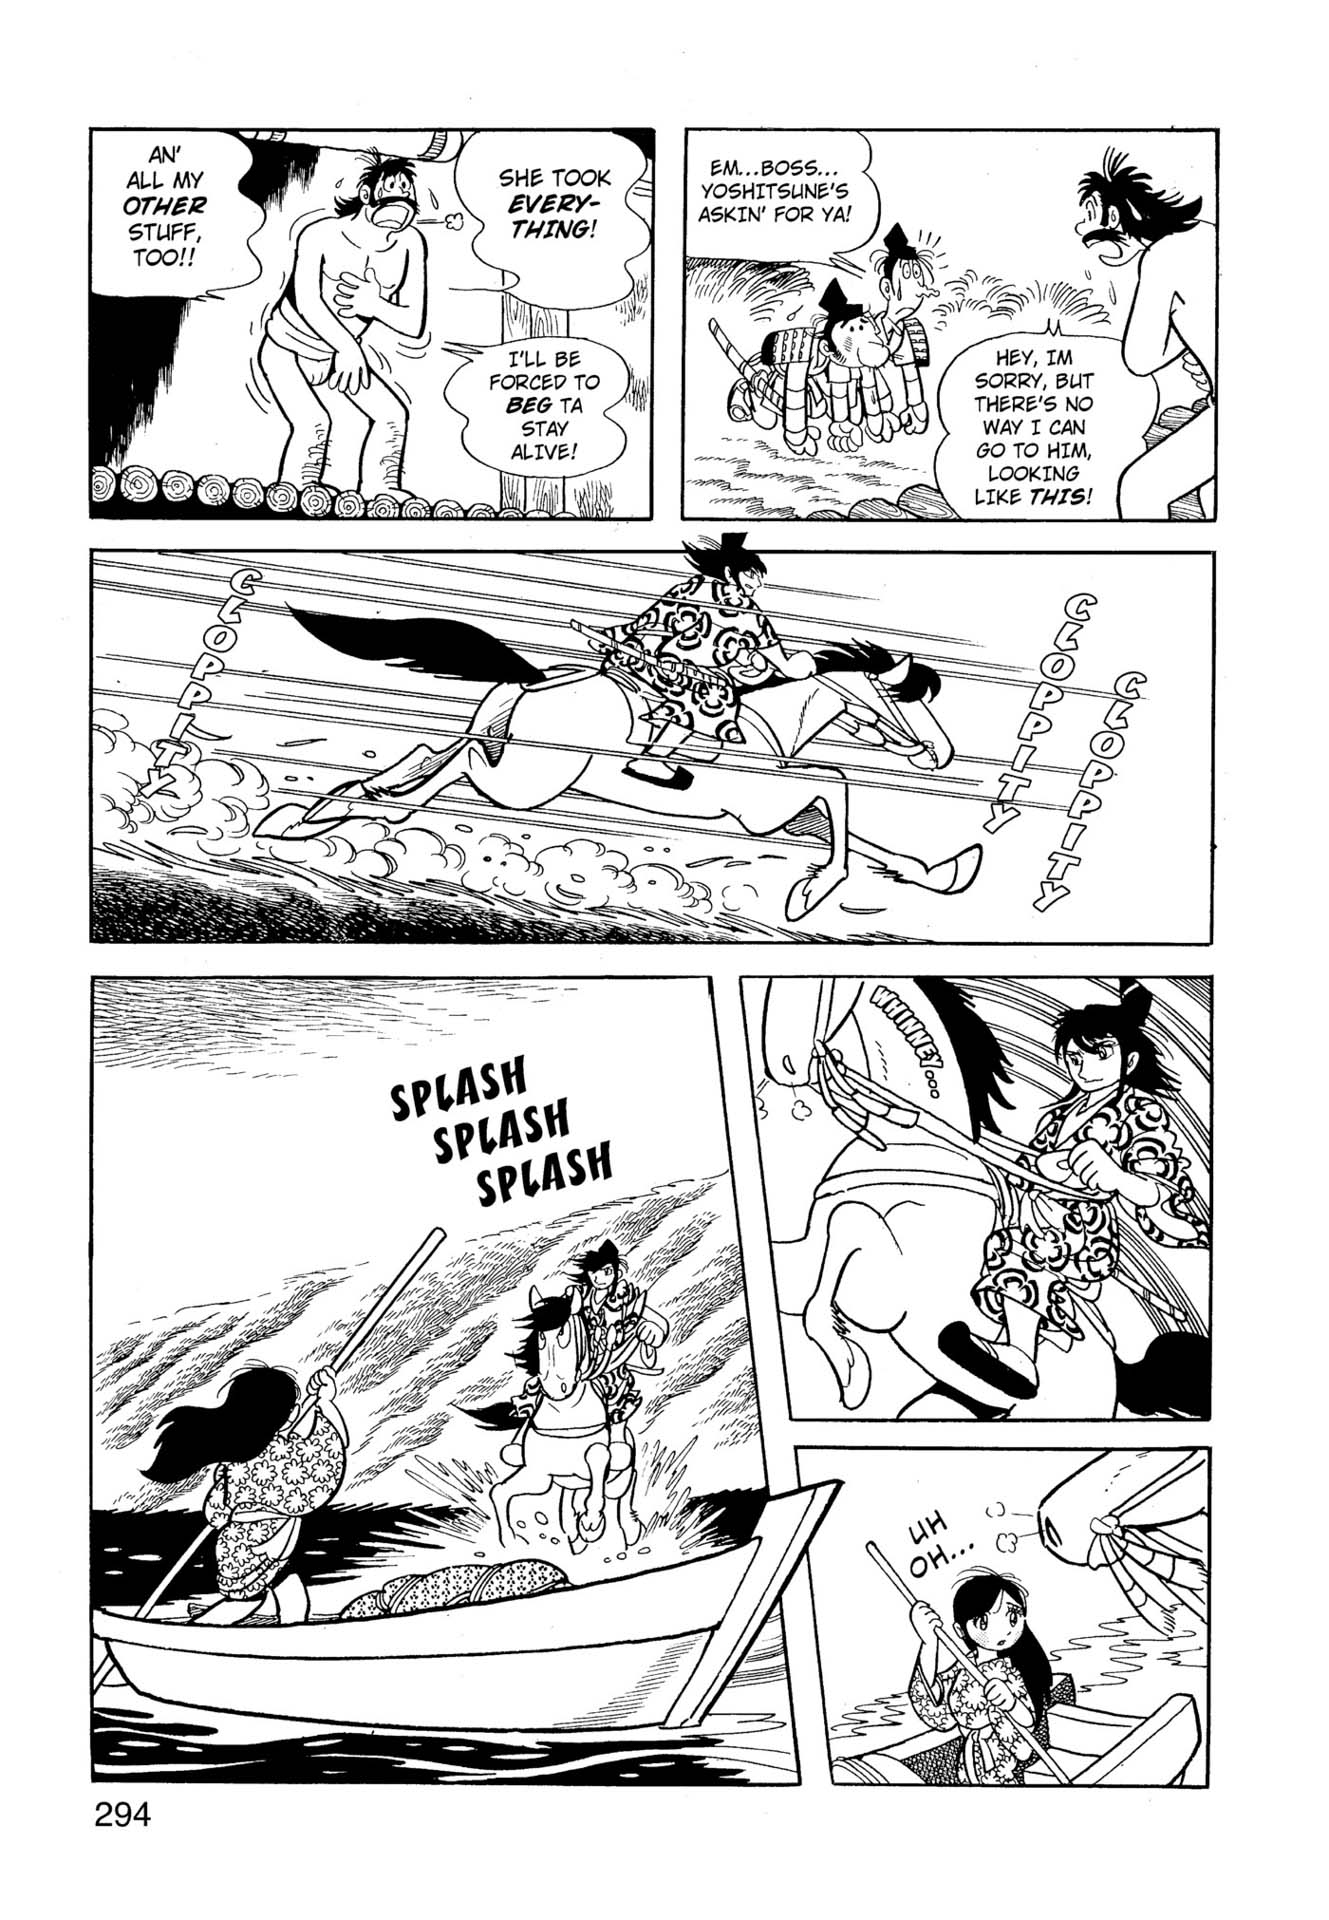 AN'
ALL MY
OTHER
STUFF,
TOO!!
SHE TOOK
EVERY-
THING!
I'LL BE
FORCED TO
BEG TA
STAY
ALIVE!
EM...BOSS...
YOSHITSUNE'S
ASKIN' FOR YA!
HEY, IM
SORRY, BUT
THERE'S NO
WAY I CAN
GO TO HIM,
LOOKING
LIKE THIS!
CLOPPITY
CLOPPITY
CLOPPITY
SPLASH
SPLASH
SPLASH
WHINNEY...
UH
OH...
294